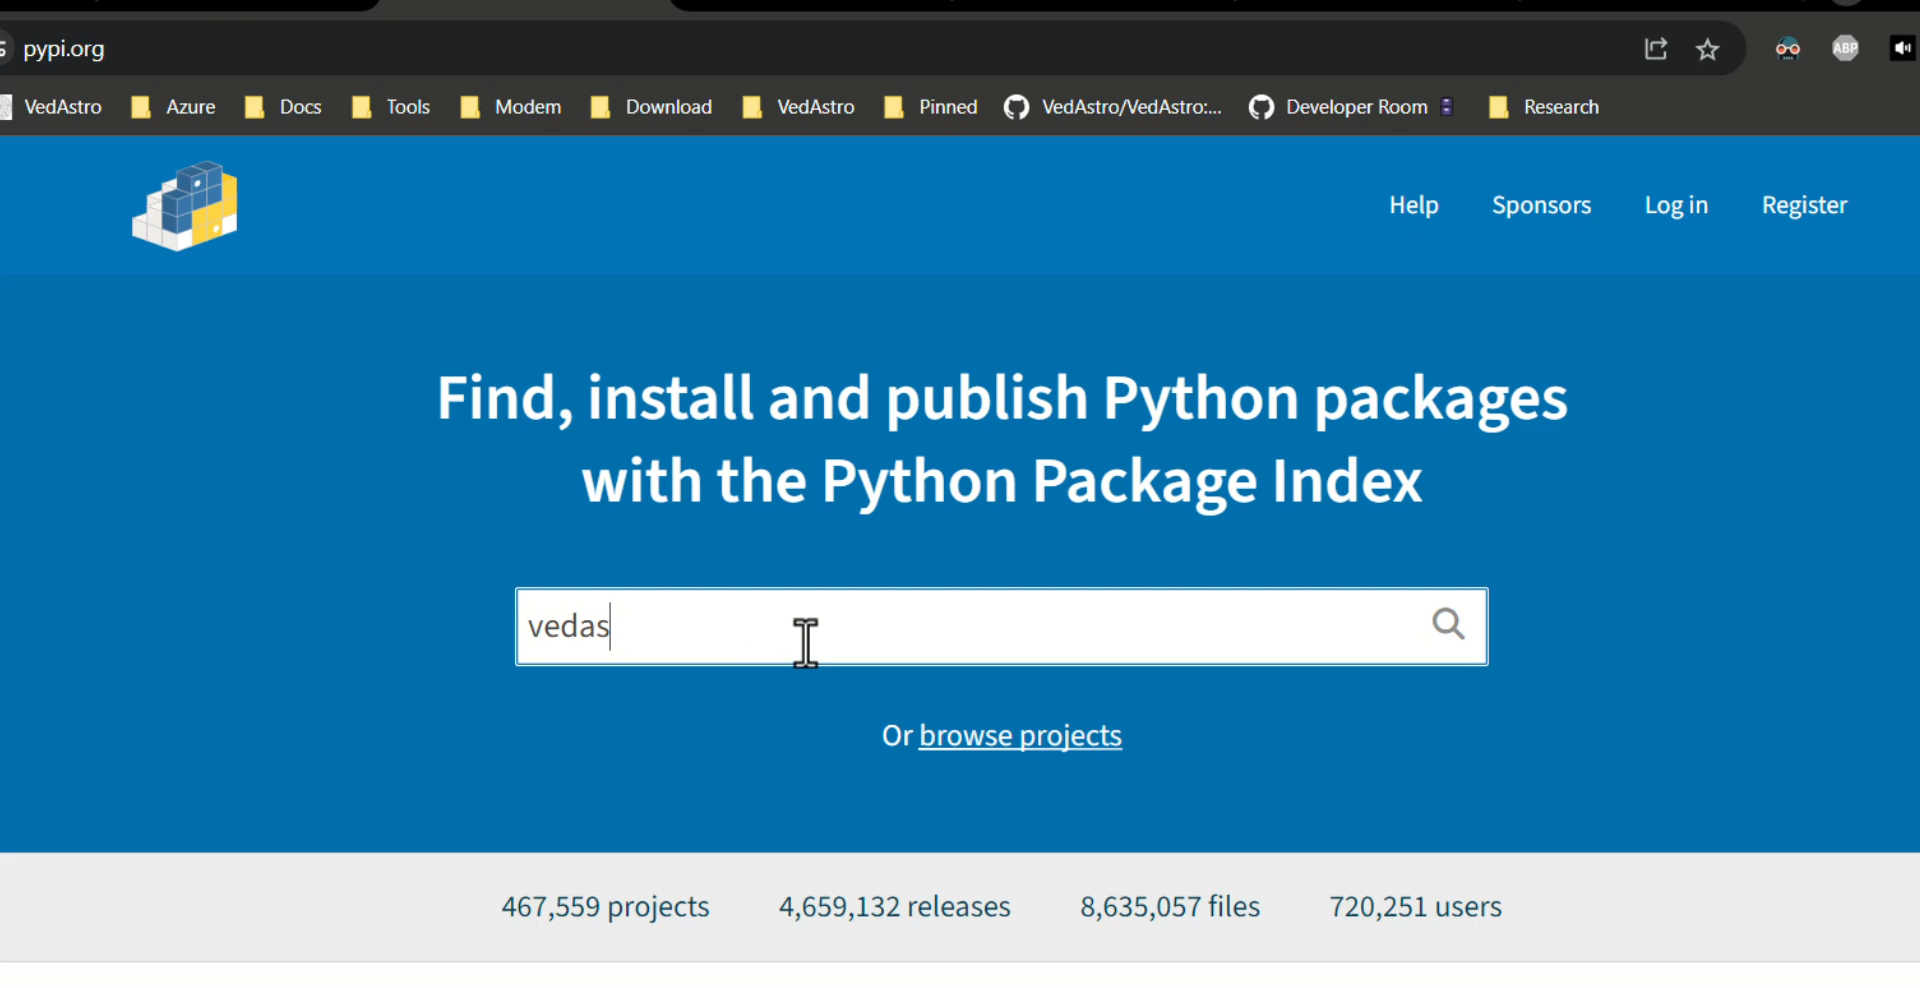 pypi.org
VedAstro Azure Docs Tools Modem Download VedAstro Pinned VedAstro/VedAstro:... Developer Room Research
ABP
Help Sponsors Log in Register
Find, install and publish Python packages
with the Python Package Index
vedas
Or browse projects
467,559 projects 4,659,132 releases 8,635,057 files 720,251 users